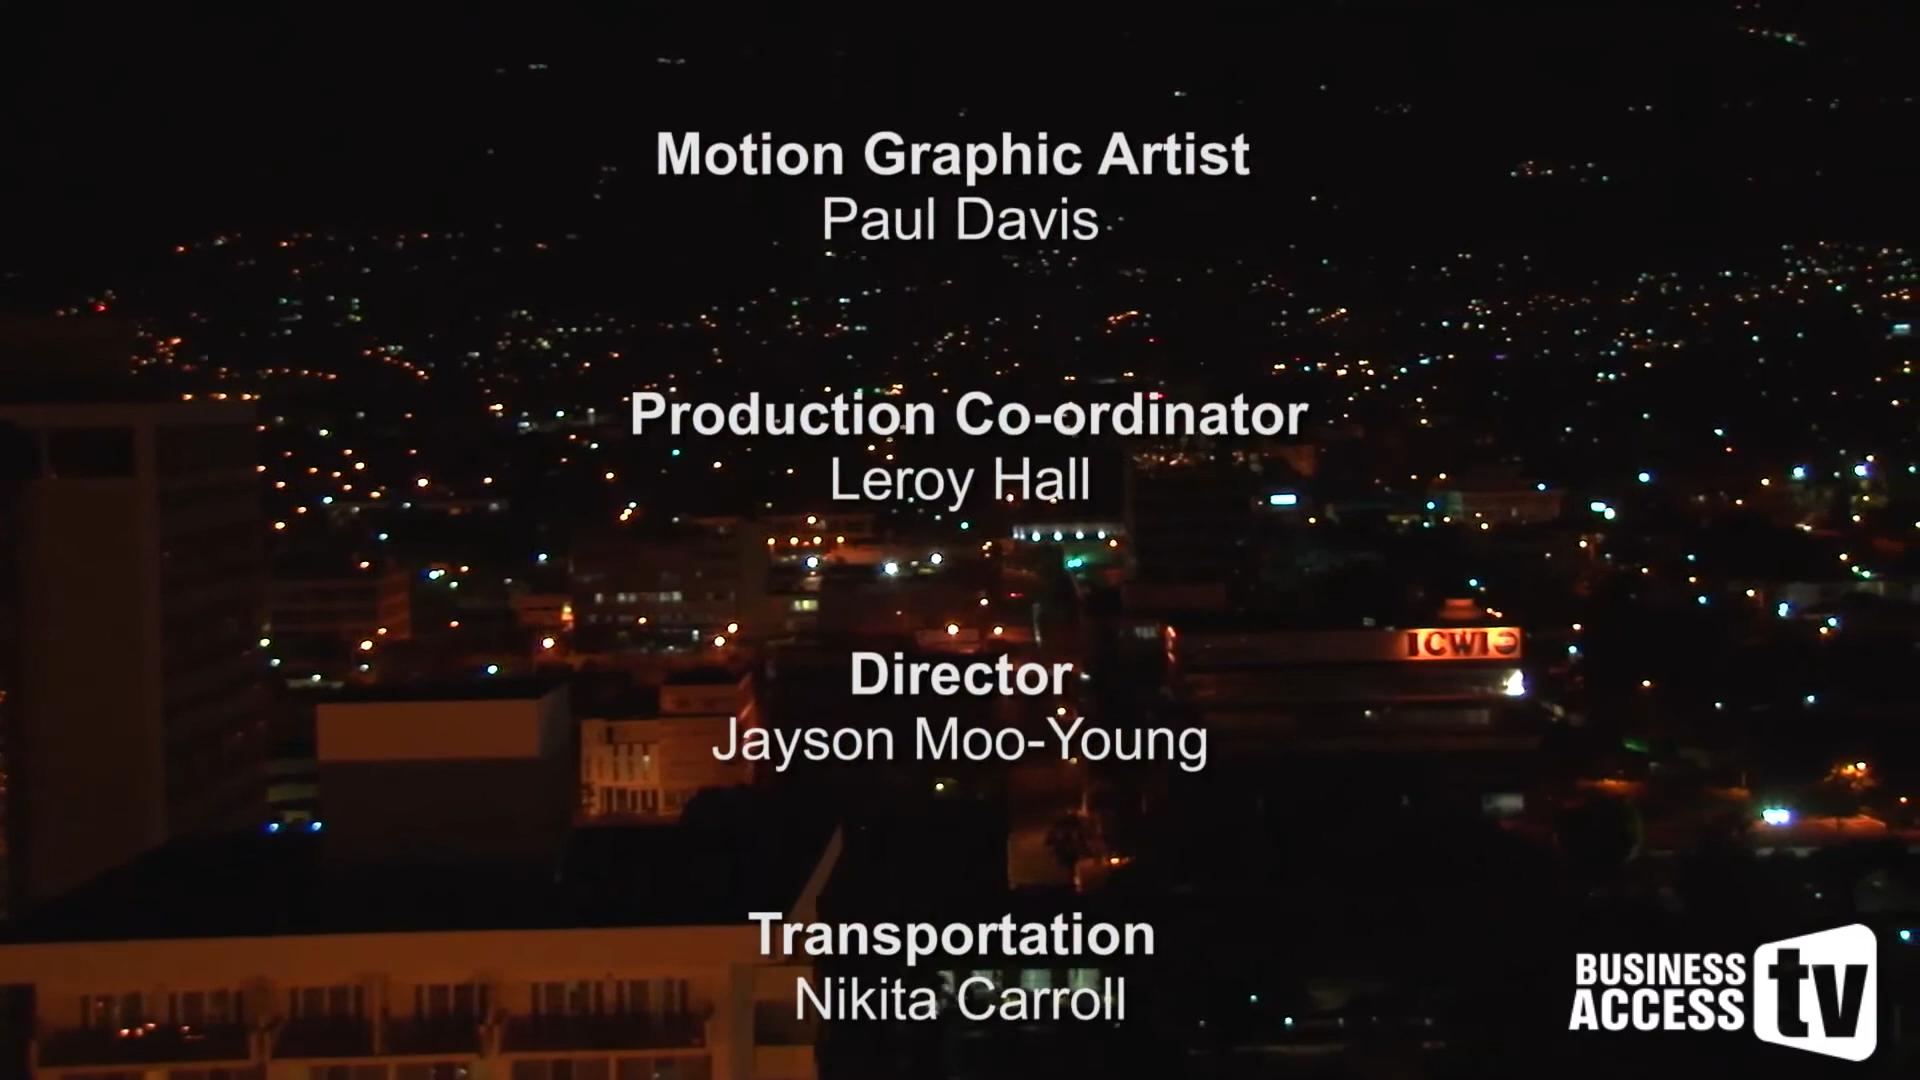 Motion Graphic Artist
Paul Davis
Production Co-ordinator
Leroy Hall
Director
Jayson Moo-Young
ICWI
Transportation
Nikita Carroll
BUSINESS
ACCESS
tv